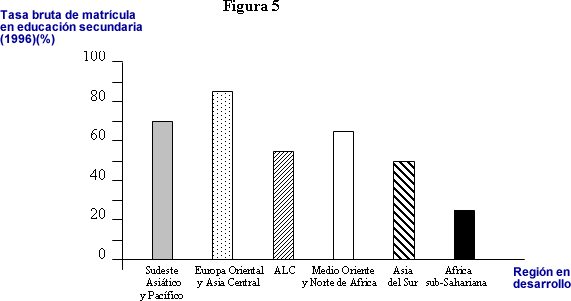 Figura 5
Tasa bruta de matrícula
en educación secundaria
(1996)(%)
100
80
60
40
20
0
Sudeste
Asiático
y Pacífico
Europa Oriental
y Asia Central
ALC
Medio Oriente
y Norte de Africa
Asia
del Sur
Africa
sub-Sahariana
Región en
desarrollo